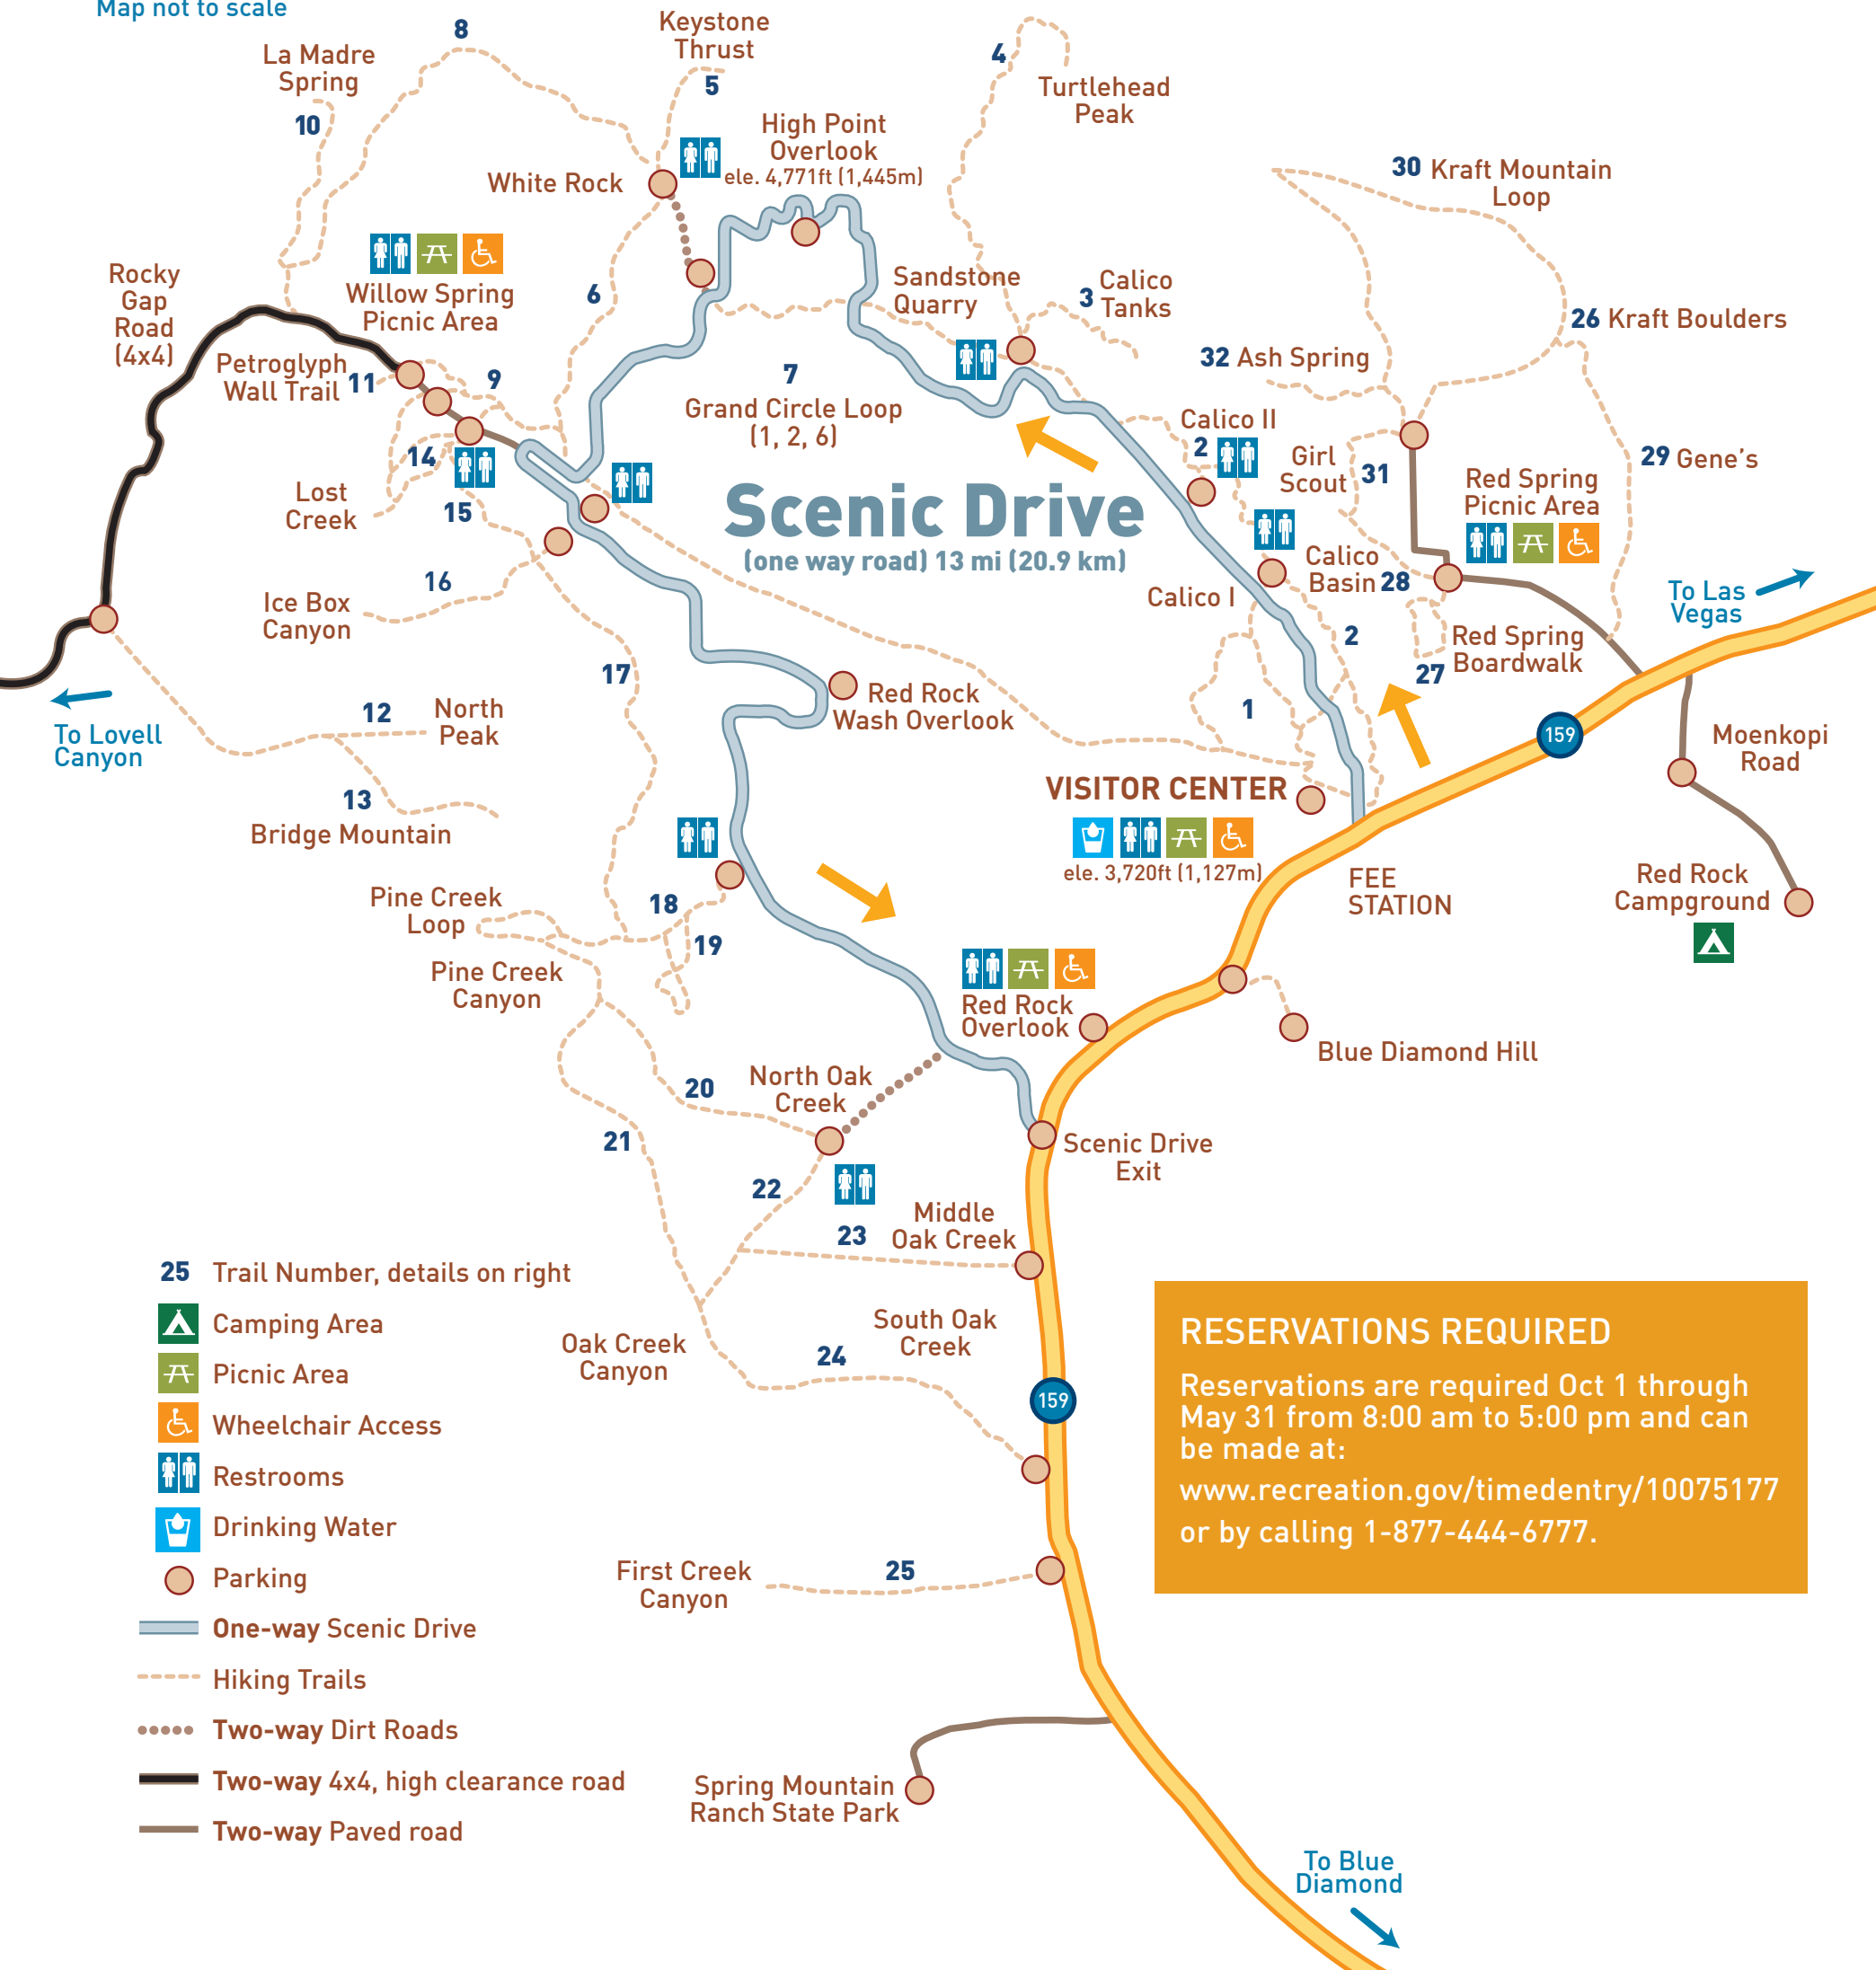 Map not to scale
8
Keystone
Thrust
5
La Madre
Spring
10
4
Turtlehead
Peak
High Point
Overlook
ele. 4,771ft (1,445m)
White Rock
30 Kraft Mountain
Loop
Rocky
Gap
Road
(4x4)
Willow Spring
Picnic Area
6
Sandstone
Quarry
3
Calico
Tanks
26 Kraft Boulders
Petroglyph
Wall Trail
11
9
7
Grand Circle Loop
(1, 2, 6)
32 Ash Spring
Calico II
2
Girl
Scout
31
29 Gene's
14
Lost
Creek
15
Scenic Drive
(one way road) 13 mi (20.9 km)
Red Spring
Picnic Area
16
Ice Box
Canyon
Calico I
Calico
Basin
28
To Las
Vegas
2
Red Spring
Boardwalk
27
17
1
Red Rock
Wash Overlook
12
North
Peak
To Lovell
Canyon
13
Bridge Mountain
159
Moenkopi
Road
VISITOR CENTER
ele. 3,720ft (1,127m)
FEE
STATION
Red Rock
Campground
Pine Creek
Loop
18
19
Pine Creek
Canyon
Red Rock
Overlook
Blue Diamond Hill
20
North Oak
Creek
21
Scenic Drive
Exit
22
23
Middle
Oak Creek
South Oak
Creek
Oak Creek
Canyon
24
159
First Creek
Canyon
25
Spring Mountain
Ranch State Park
To Blue
Diamond
25 Trail Number, details on right
Camping Area
Picnic Area
Wheelchair Access
Restrooms
Drinking Water
Parking
One-way Scenic Drive
Hiking Trails
Two-way Dirt Roads
Two-way 4x4, high clearance road
Two-way Paved road
RESERVATIONS REQUIRED
Reservations are required Oct 1 through
May 31 from 8:00 am to 5:00 pm and can
be made at:
www.recreation.gov/timedentry/10075177
or by calling 1-877-444-6777.